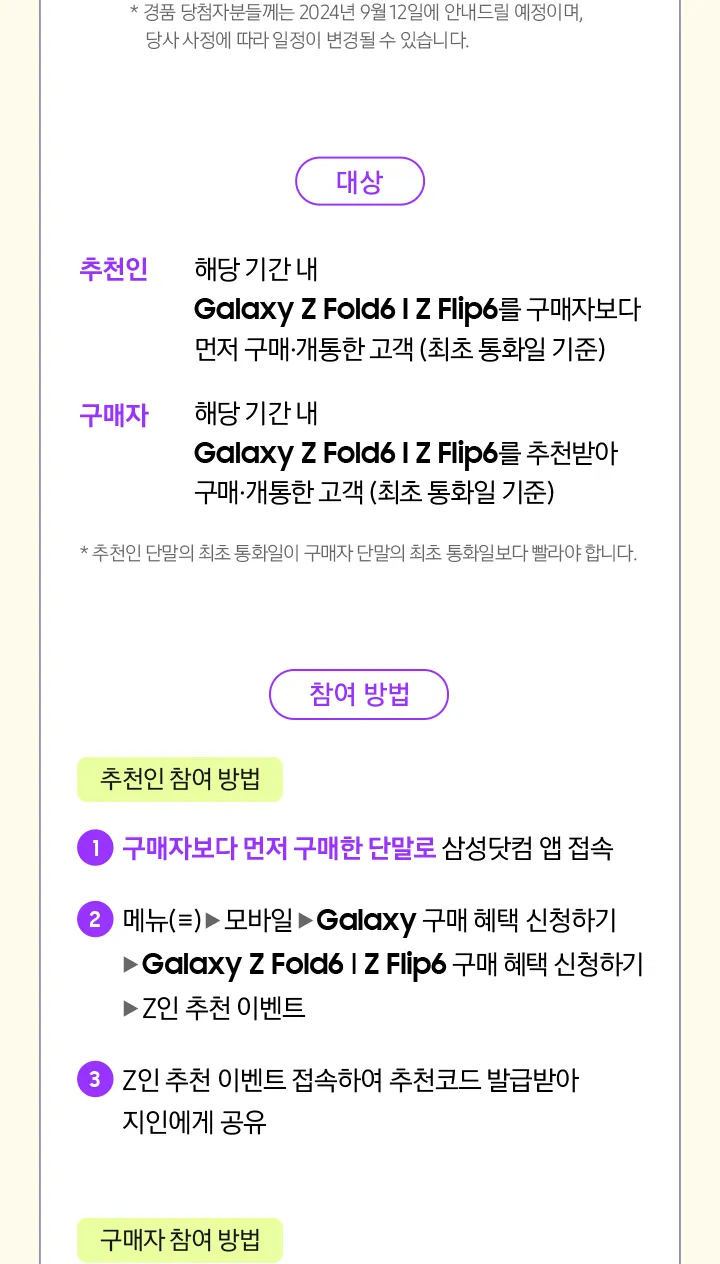 * 경품 당첨자분들께는 2024년 9월 12일에 안내드릴 예정이며,
당사 사정에 따라 일정이 변경될 수 있습니다.
대상
추천인 해당 기간 내
Galaxy Z Fold6 l Z Flip6를 구매자보다
먼저 구매·개통한 고객 (최초 통화일 기준)
구매자 해당 기간 내
Galaxy Z Fold6 l Z Flip6를 추천받아
구매·개통한 고객 (최초 통화일 기준)
* 추천인 단말의 최초 통화일이 구매자 단말의 최초 통화일보다 빨라야 합니다.
참여 방법
추천인 참여 방법
1 구매자보다 먼저 구매한 단말로 삼성닷컴 앱 접속
2 메뉴(≡)▶모바일▶Galaxy 구매 혜택 신청하기
▶Galaxy Z Fold6 l Z Flip6 구매 혜택 신청하기
▶Z인 추천 이벤트
3 Z인 추천 이벤트 접속하여 추천코드 발급받아
지인에게 공유
구매자 참여 방법